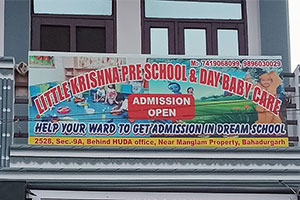 M:- 7419068099, 9896030029
LITTLE KRISHNA PRE SCHOOL & DAY BABY CARE
ADMISSION
OPEN
HELP YOUR WARD TO GET ADMISSION IN DREAM SCHOOL
2528, Sec.-9A, Behind HUDA office, Near Manglam Property, Bahadurgarh